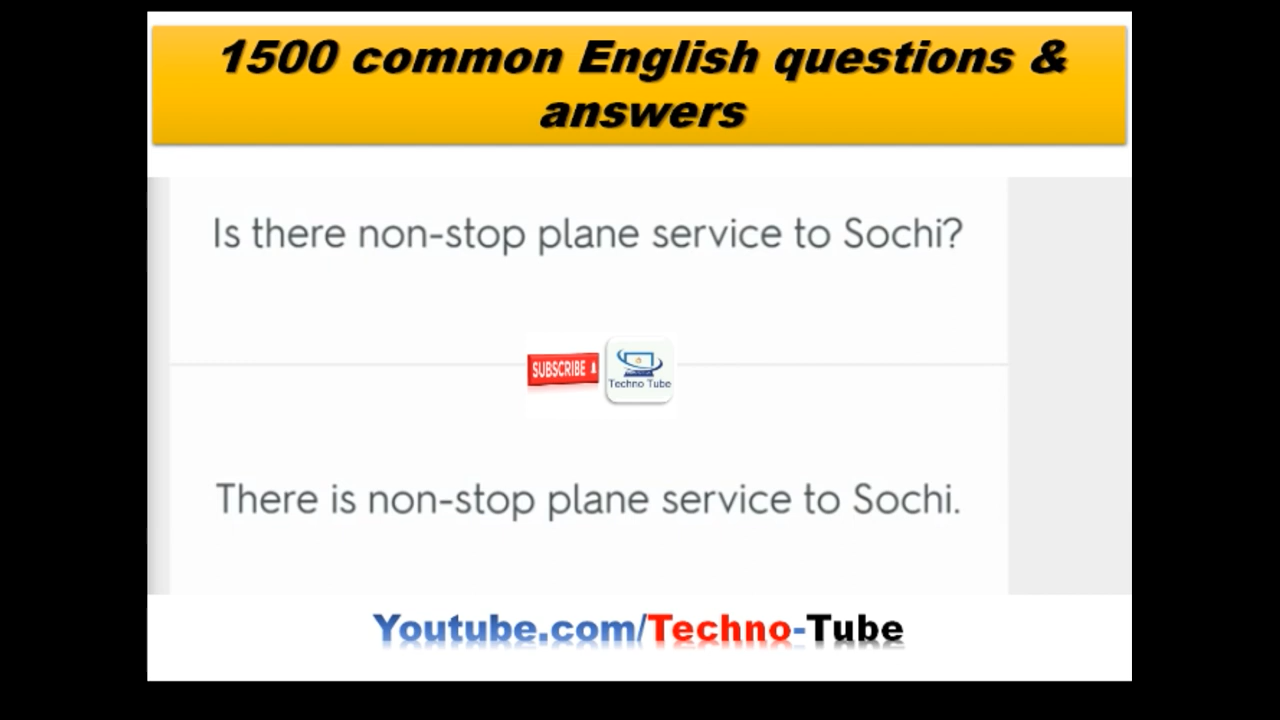 1500 common English questions &
answers
Is there non-stop plane service to Sochi?
SUBSCRIBE
Techno Tube
There is non-stop plane service to Sochi.
Youtube.com/Techno-Tube